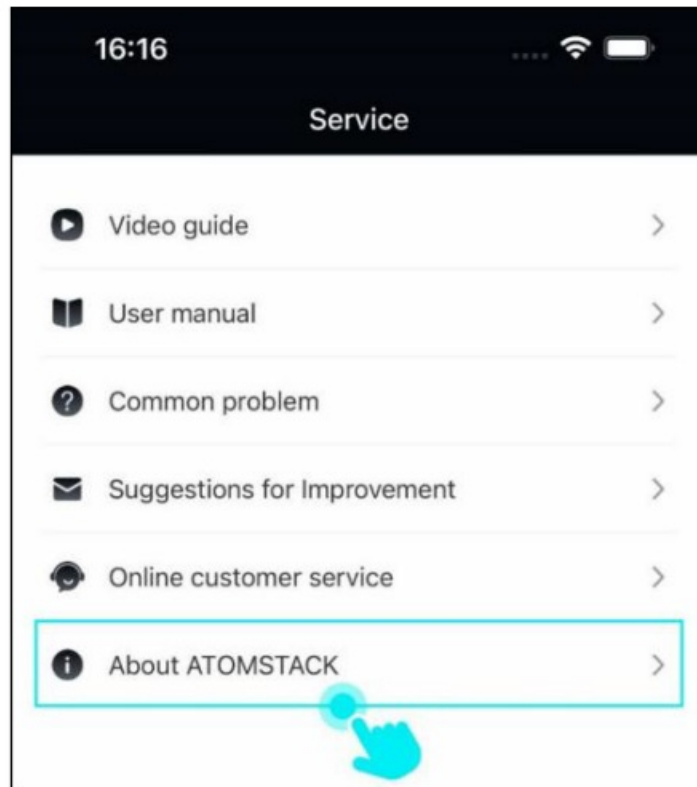 16:16
Service
Video guide
User manual
Common problem
Suggestions for Improvement
Online customer service
About ATOMSTACK